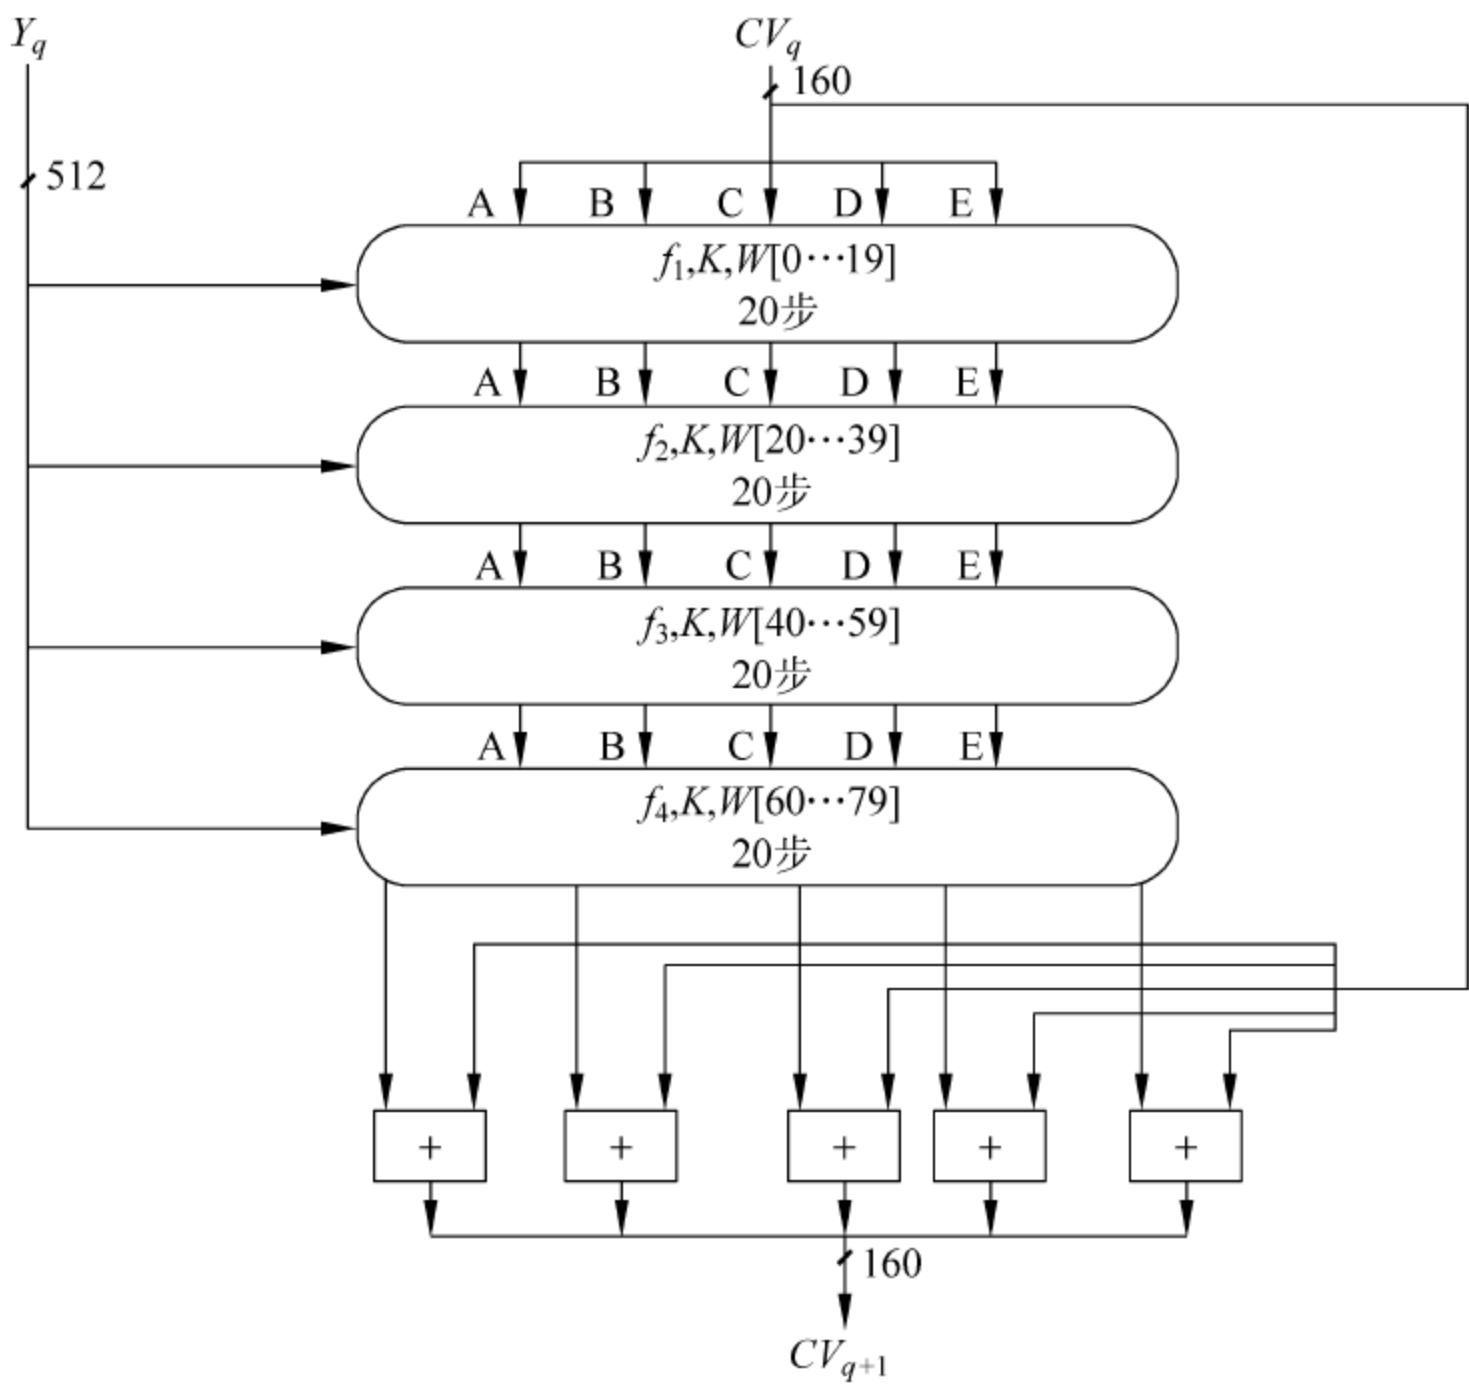 Yq CVq
160
512
A B C D E
f1,K,W[0…19]
20步
A B C D E
f2,K,W[20…39]
20步
A B C D E
f3,K,W[40…59]
20步
A B C D E
f4,K,W[60…79]
20步
+ + + + +
160
CVq+1